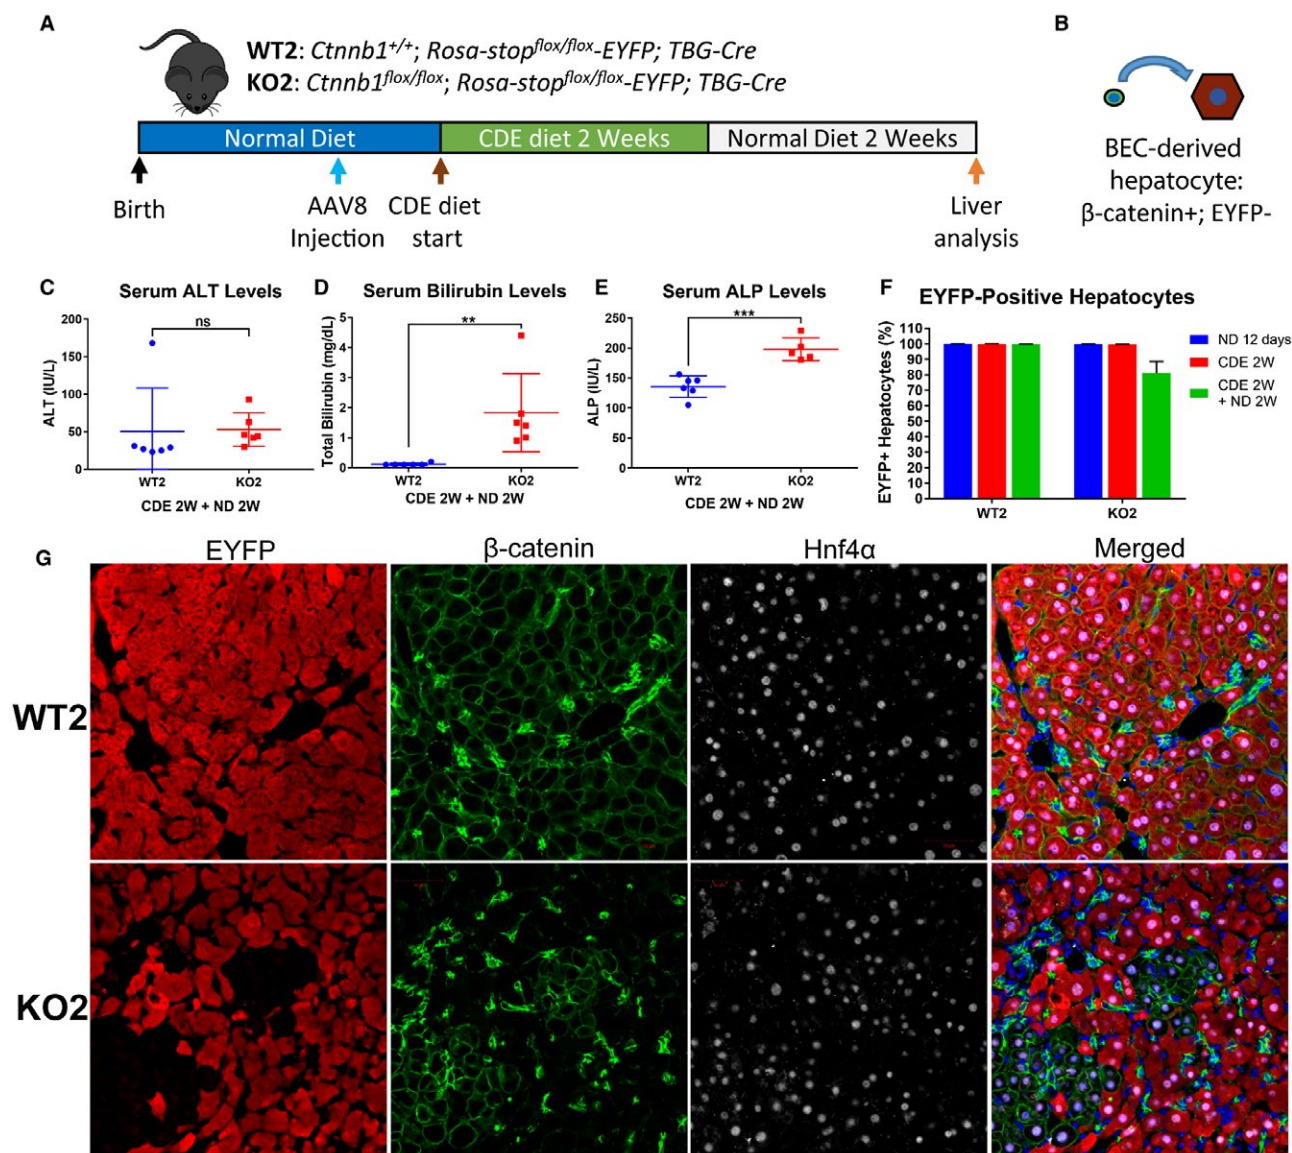 A
WT2: Ctnnb1+/+; Rosa-stopflox/flox-EYFP; TBG-Cre
KO2: Ctnnb1flox/flox; Rosa-stopflox/flox-EYFP; TBG-Cre
Normal Diet
CDE diet 2 Weeks
Normal Diet 2 Weeks
Birth
AAV8
Injection
CDE diet
start
Liver
analysis
B
BEC-derived
hepatocyte:
β-catenin+; EYFP-
C
Serum ALT Levels
ALT (IU/L)
200
150
100
50
0
ns
WT2
KO2
CDE 2W + ND 2W
D
Serum Bilirubin Levels
Total Bilirubin (mg/dL)
5
4
3
2
1
0
**
WT2
KO2
CDE 2W + ND 2W
E
Serum ALP Levels
ALP (IU/L)
250
200
150
100
50
0
***
WT2
KO2
CDE 2W + ND 2W
F
EYFP-Positive Hepatocytes
EYFP+ Hepatocytes (%)
110
100
90
80
70
60
50
40
30
20
10
0
WT2
KO2
ND 12 days
CDE 2W
CDE 2W
+ ND 2W
G
EYFP
β-catenin
Hnf4α
Merged
WT2
KO2